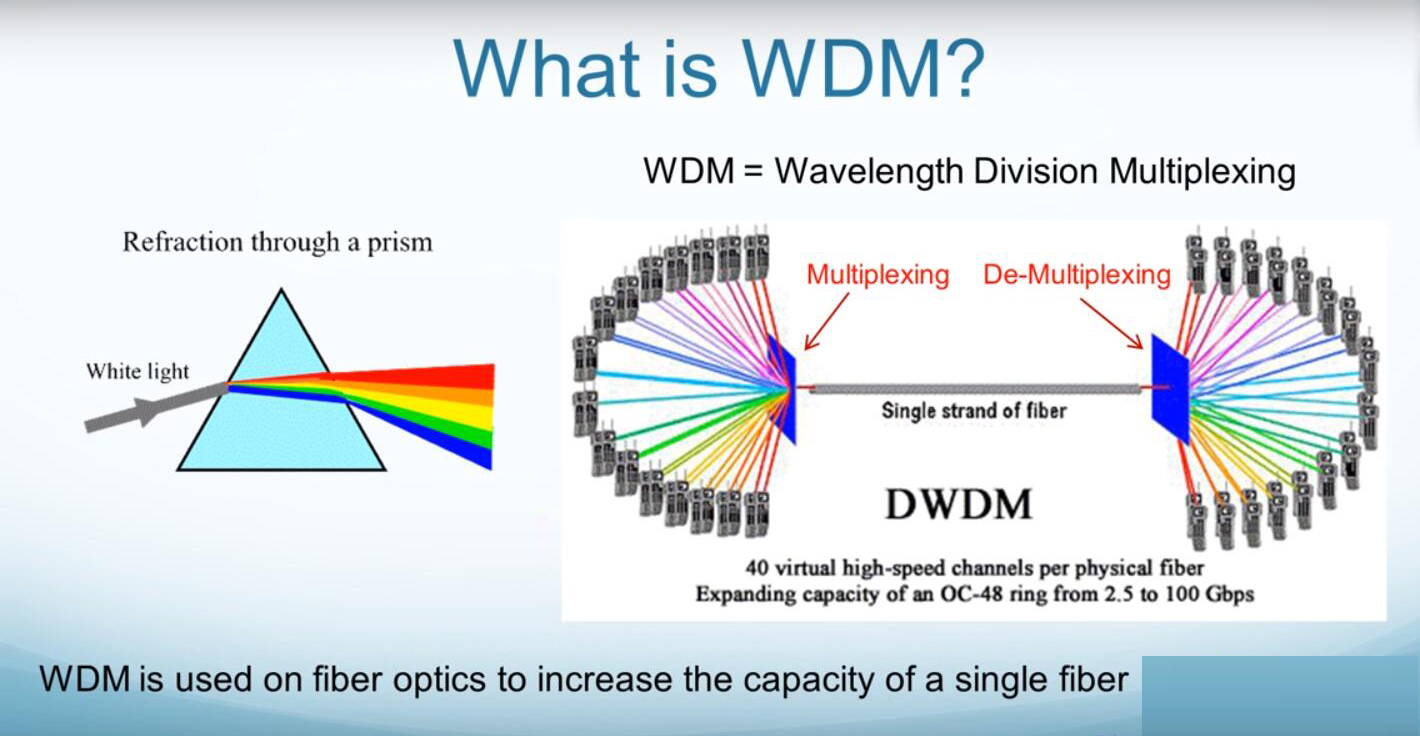 What is WDM?
WDM = Wavelength Division Multiplexing
Refraction through a prism
White light
Multiplexing
De-Multiplexing
Single strand of fiber
DWDM
40 virtual high-speed channels per physical fiber
Expanding capacity of an OC-48 ring from 2.5 to 100 Gbps
WDM is used on fiber optics to increase the capacity of a single fiber